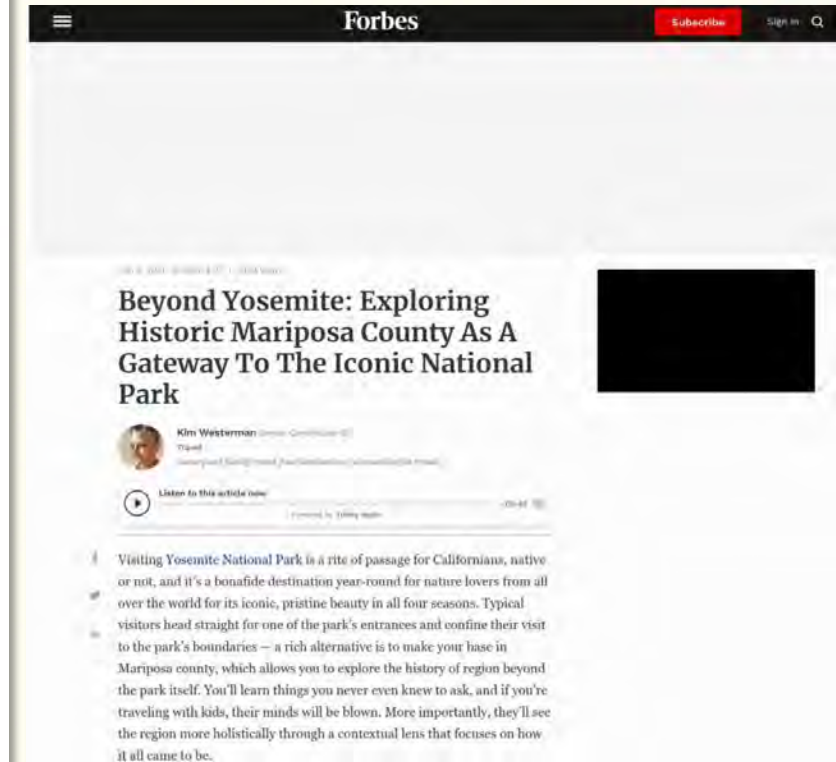 Forbes
Subscribe
Sign In
Beyond Yosemite: Exploring
Historic Mariposa County As A
Gateway To The Iconic National
Park
Kim Westerman
Travel
Listen to this article now
Visiting Yosemite National Park is a rite of passage for Californians, native
or not, and it's a bonafide destination year-round for nature lovers from all
over the world for its iconic, pristine beauty in all four seasons. Typical
visitors head straight for one of the park's entrances and confine their visit
to the park's boundaries — a rich alternative is to make your base in
Mariposa county, which allows you to explore the history of region beyond
the park itself. You'll learn things you never even knew to ask, and if you're
traveling with kids, their minds will be blown. More importantly, they'll see
the region more holistically through a contextual lens that focuses on how
it all came to be.